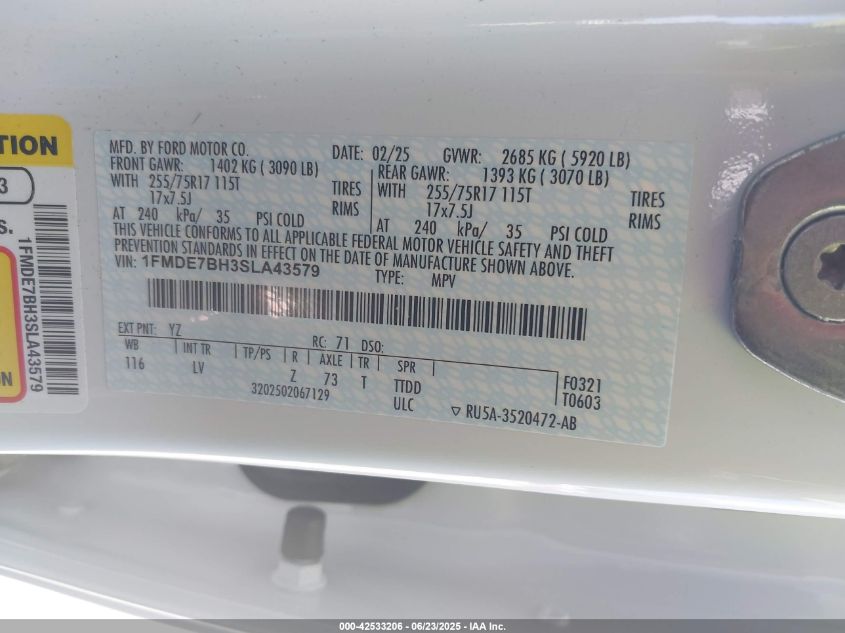 TION
3
S.
1FMDE7BH3SLA43579
ON
MFD. BY FORD MOTOR CO.
DATE: 02/25 GVWR: 2685 KG ( 5920 LB)
FRONT GAWR: 1402 KG ( 3090 LB)
WITH 255/75R17 115T TIRES
17x7.5J RIMS
AT 240 kPa/ 35 PSI COLD
REAR GAWR: 1393 KG ( 3070 LB)
WITH 255/75R17 115T TIRES
17x7.5J RIMS
AT 240 kPa/ 35 PSI COLD
THIS VEHICLE CONFORMS TO ALL APPLICABLE FEDERAL MOTOR VEHICLE SAFETY AND THEFT
PREVENTION STANDARDS IN EFFECT ON THE DATE OF MANUFACTURE SHOWN ABOVE.
VIN: 1FMDE7BH3SLA43579 TYPE: MPV
EXT PNT: YZ RC: 71 DSO:
WB INT TR TP/PS R AXLE TR SPR
116 LV Z 73 T TTDD
F0321
T0603
3202502067129 ULC ▽ RU5A-3520472-AB
000-42533206 - 06/23/2025 - IAA Inc.